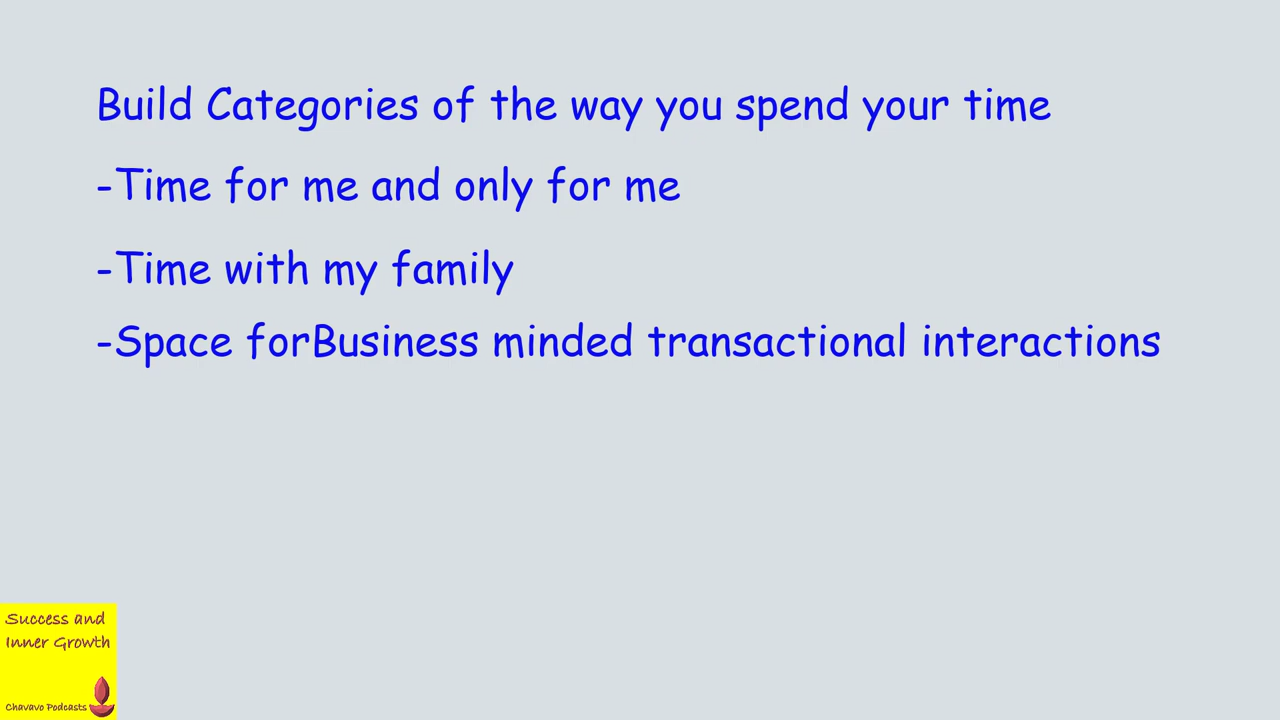 Build Categories of the way you spend your time
-Time for me and only for me
-Time with my family
-Space forBusiness minded transactional interactions
Success and
Inner Growth
Chavavo Podcasts